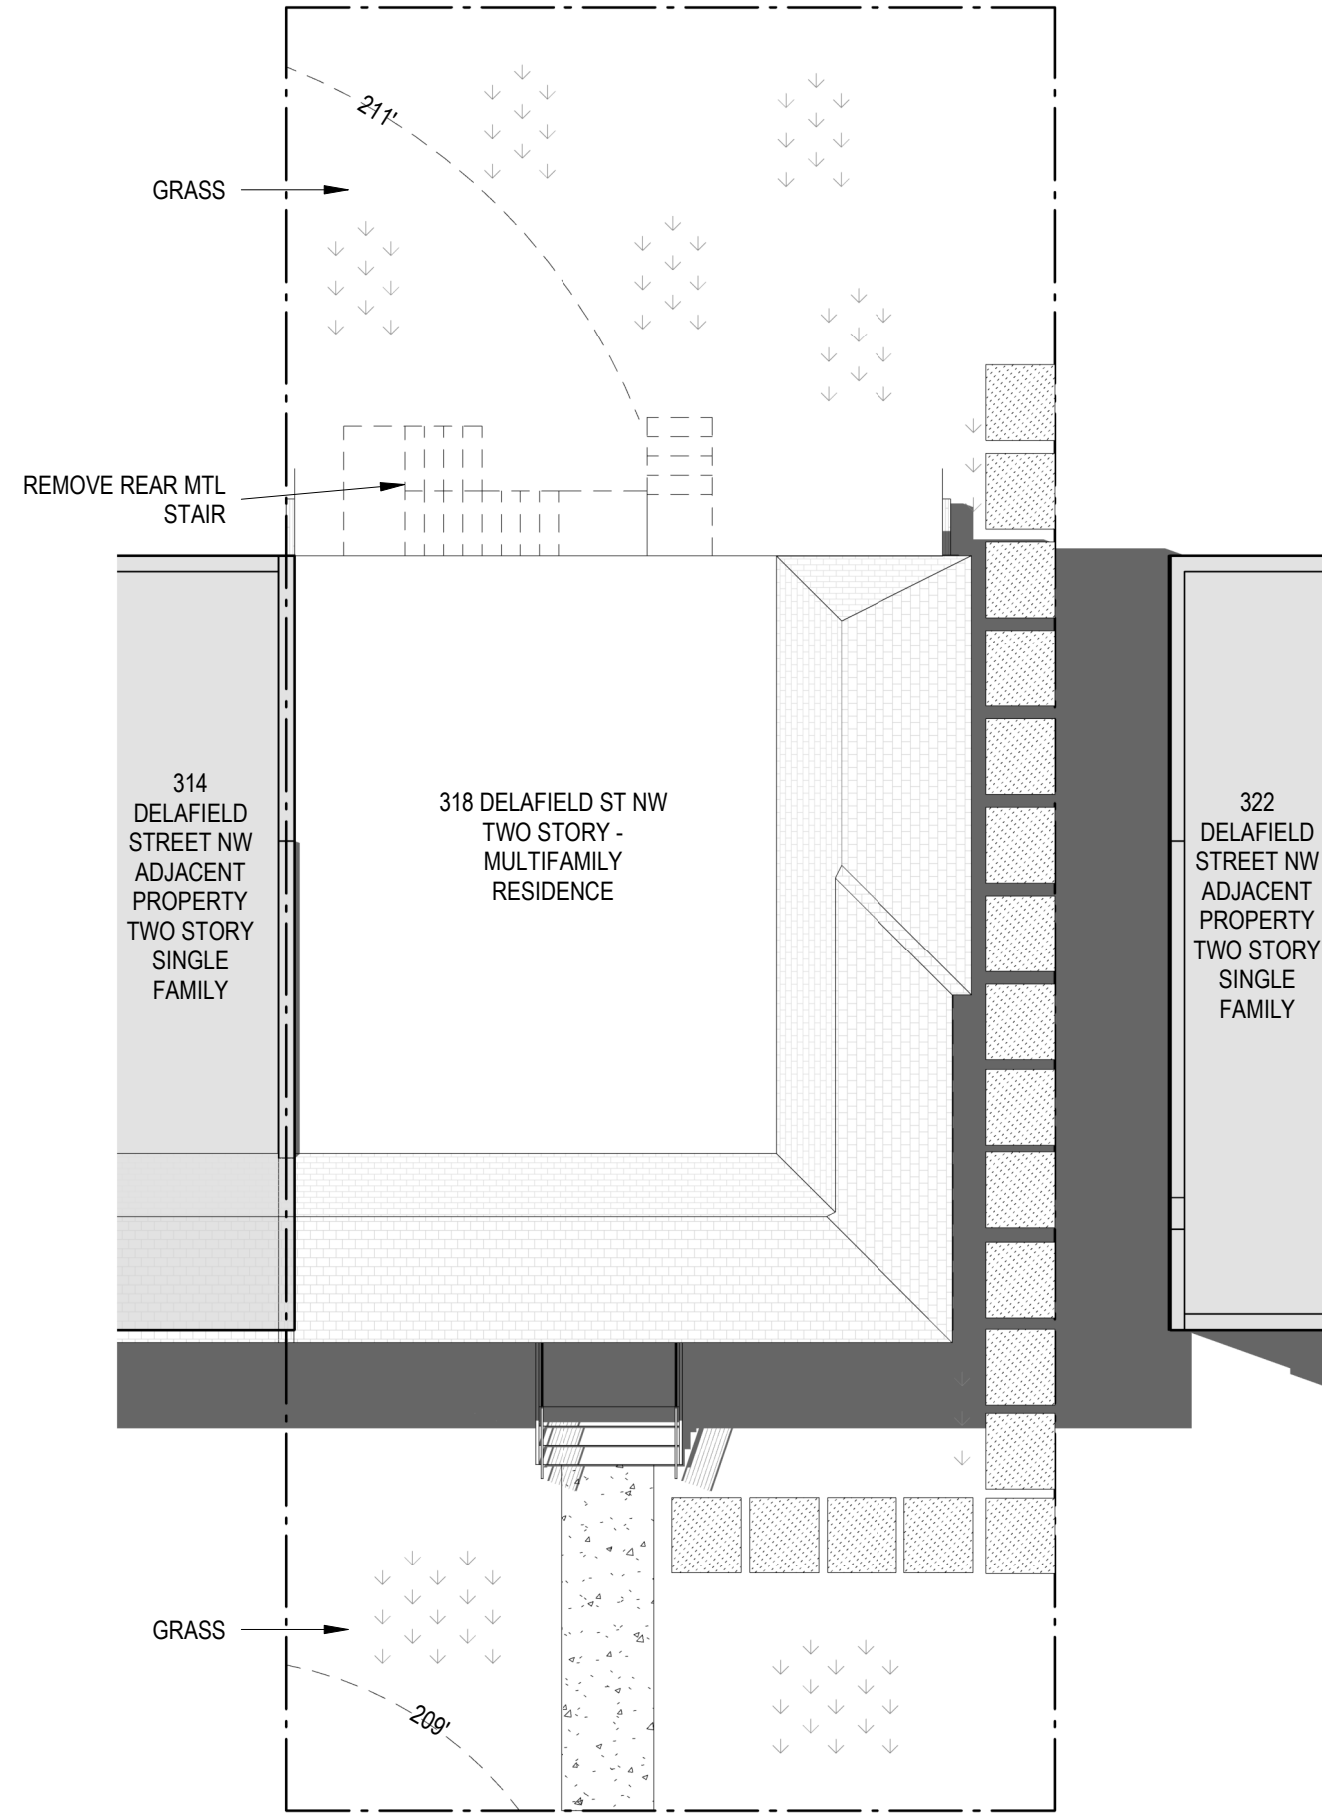 211'
GRASS
REMOVE REAR MTL
STAIR
314
DELAFIELD
STREET NW
ADJACENT
PROPERTY
TWO STORY
SINGLE
FAMILY
318 DELAFIELD ST NW
TWO STORY -
MULTIFAMILY
RESIDENCE
322
DELAFIELD
STREET NW
ADJACENT
PROPERTY
TWO STORY
SINGLE
FAMILY
GRASS
209'